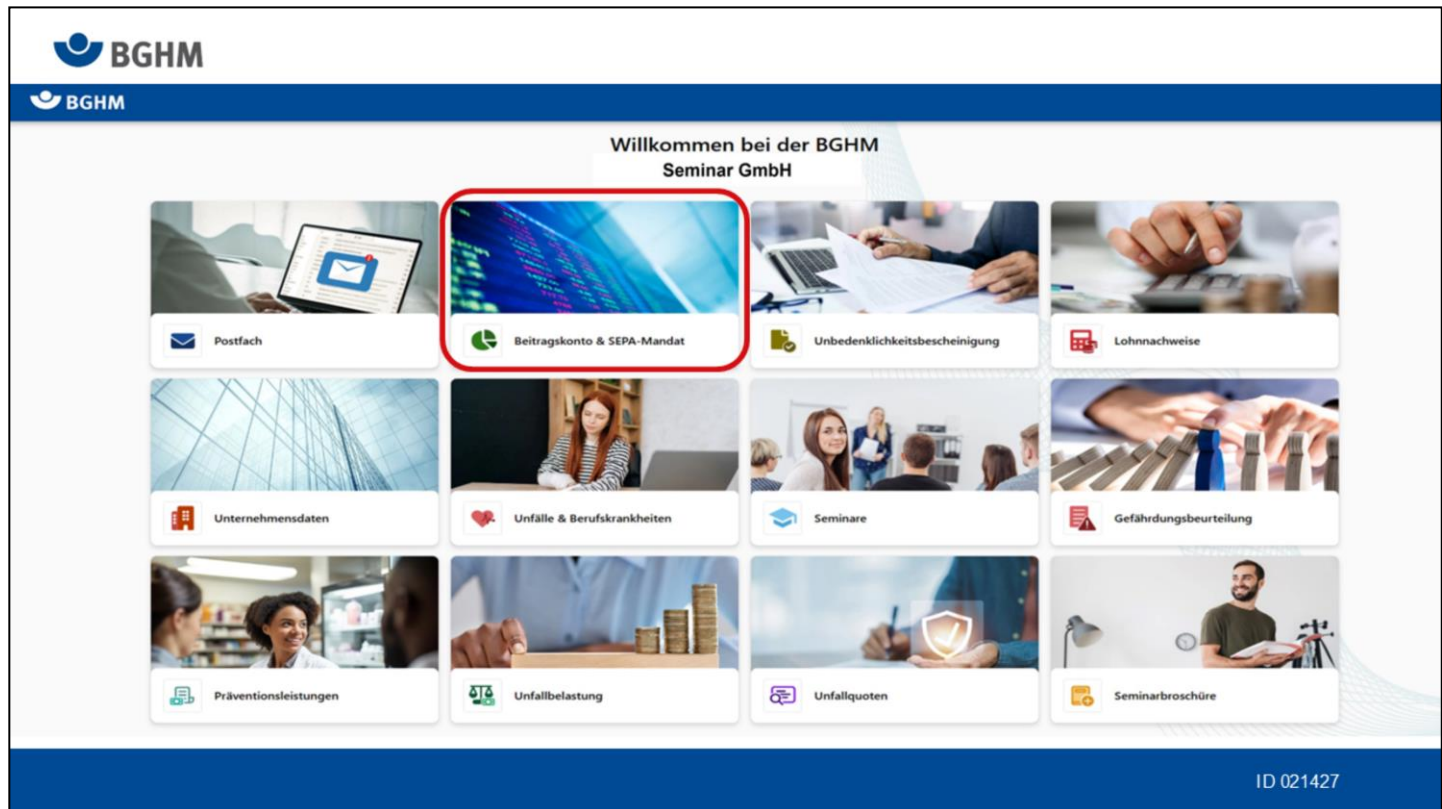 BGHM
BGHM
Willkommen bei der BGHM
Seminar GmbH
Postfach
Beitragskonto & SEPA-Mandat
Unbedenklichkeitsbescheinigung
Lohnnachweise
Unternehmensdaten
Unfälle & Berufskrankheiten
Seminare
Gefährdungsbeurteilung
Präventionsleistungen
Unfallbelastung
Unfallquoten
Seminarbroschüre
ID 021427